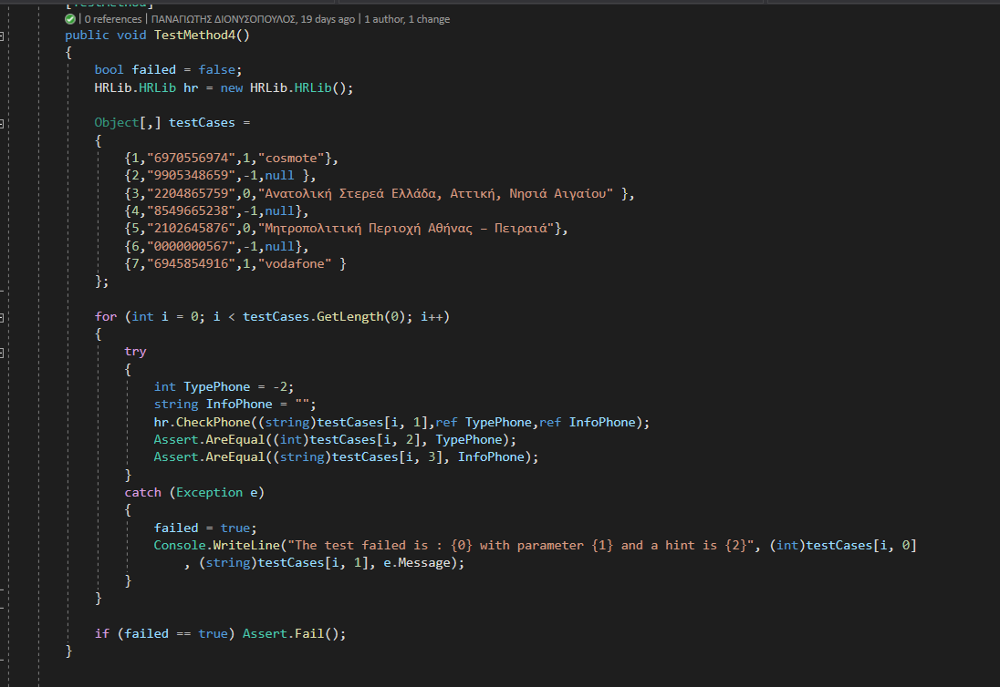 [TestMethod]
| 0 references | ΠΑΝΑΓΙΩΤΗΣ ΔΙΟΝΥΣΟΠΟΥΛΟΣ, 19 days ago | 1 author, 1 change
public void TestMethod4()
{
bool failed = false;
HRLib.HRLib hr = new HRLib.HRLib();
Object[,] testCases =
{
{1,"6970556974",1,"cosmote"},
{2,"9905348659",-1,null },
{3,"2204865759",0,"Ανατολική Στερεά Ελλάδα, Αττική, Νησιά Αιγαίου" },
{4,"8549665238",-1,null},
{5,"2102645876",0,"Μητροπολιτική Περιοχή Αθήνας – Πειραιά"},
{6,"0000000567",-1,null},
{7,"6945854916",1,"vodafone" }
};
for (int i = 0; i < testCases.GetLength(0); i++)
{
try
{
int TypePhone = -2;
string InfoPhone = "";
hr.CheckPhone((string)testCases[i, 1],ref TypePhone,ref InfoPhone);
Assert.AreEqual((int)testCases[i, 2], TypePhone);
Assert.AreEqual((string)testCases[i, 3], InfoPhone);
}
catch (Exception e)
{
failed = true;
Console.WriteLine("The test failed is : {0} with parameter {1} and a hint is {2}", (int)testCases[i, 0]
, (string)testCases[i, 1], e.Message);
}
}
if (failed == true) Assert.Fail();
}